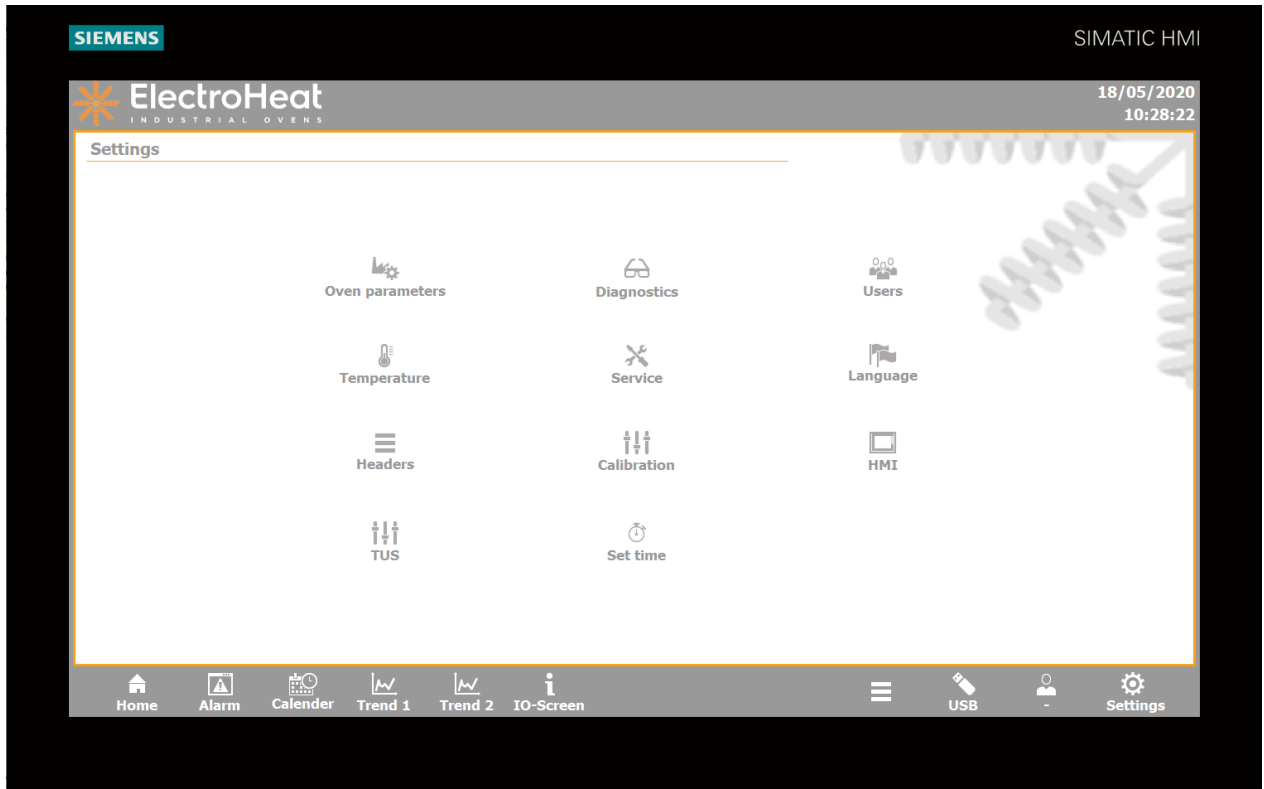 SIEMENS
SIMATIC HMI
ElectroHeat
INDUSTRIAL OVENS
18/05/2020
10:28:22
Settings
Oven parameters
Diagnostics
Users
Temperature
Service
Language
Headers
Calibration
HMI
TUS
Set time
Home
Alarm
Calender
Trend 1
Trend 2
IO-Screen
USB
-
Settings